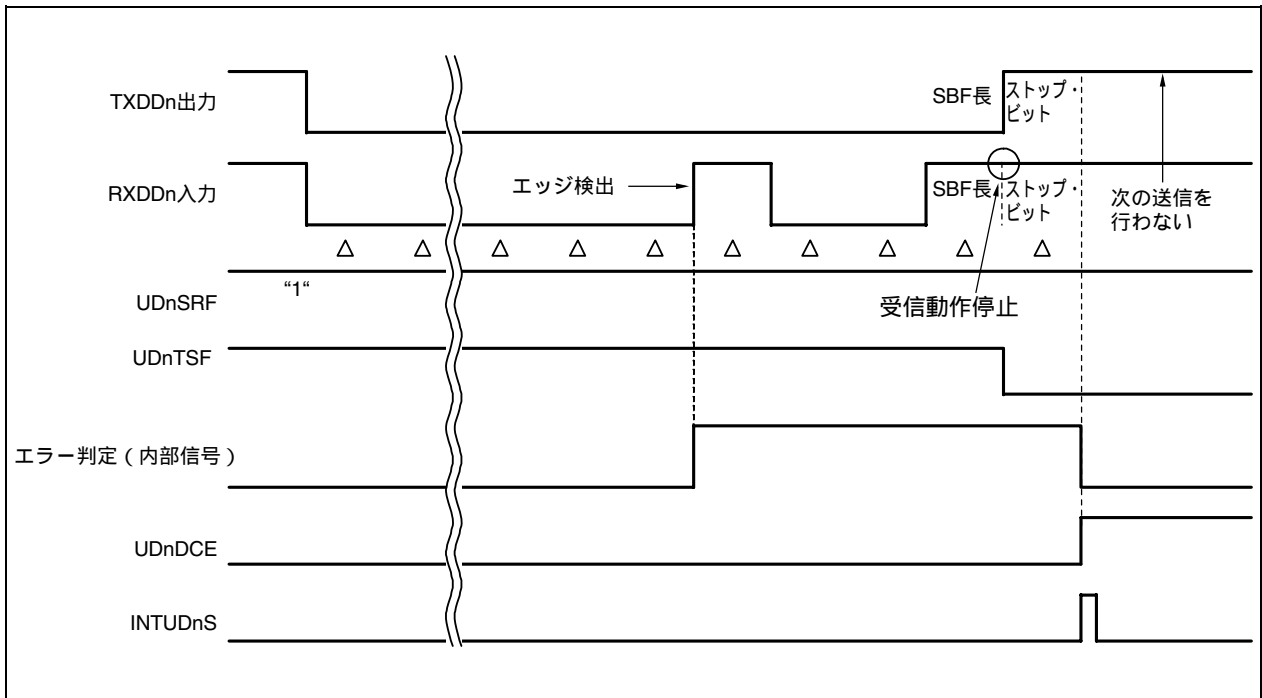 TXDDn出力
SBF長
ストップ・
ビット
RXDDn入力
エッジ検出
SBF長
ストップ・
ビット
次の送信を
行わない
“1“
UDnSRF
受信動作停止
UDnTSF
エラー判定（内部信号）
UDnDCE
INTUDnS